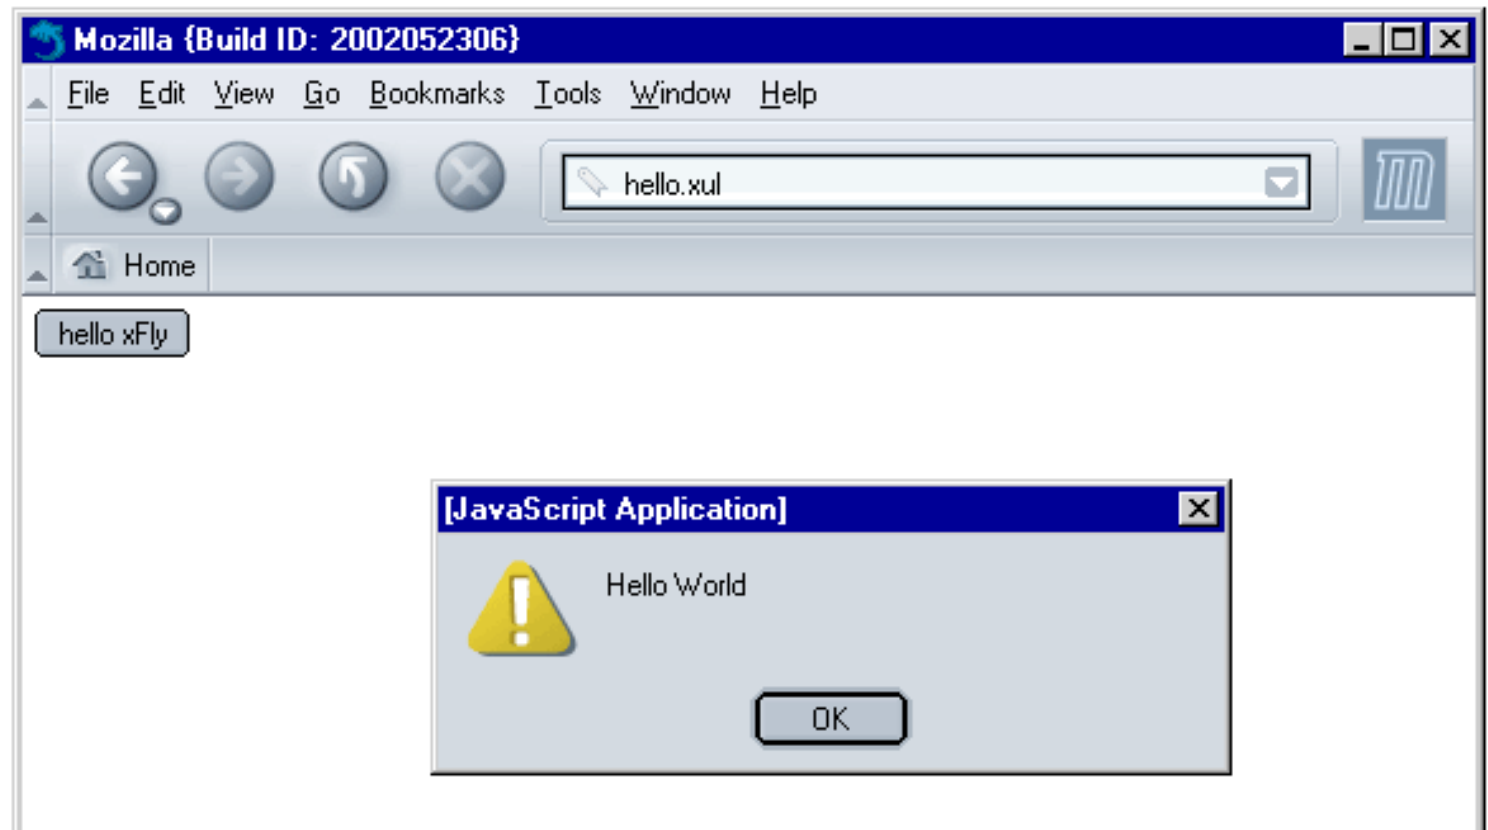 Mozilla {Build ID: 2002052306}
File Edit View Go Bookmarks Tools Window Help
hello.xul
Home
hello xFly
[JavaScript Application]
Hello World
OK